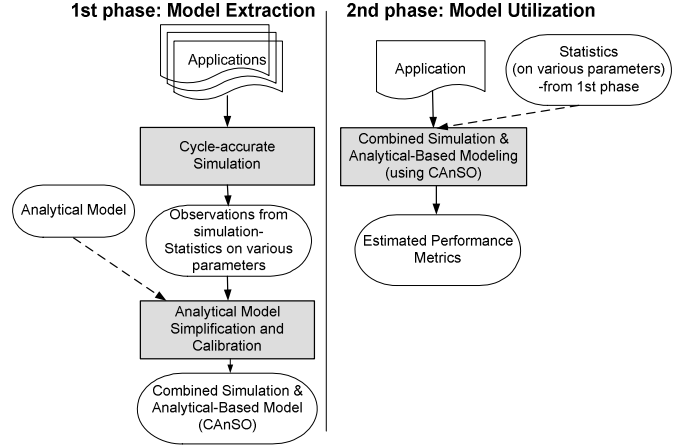 1st phase: Model Extraction
Applications
Cycle-accurate
Simulation
Analytical Model
Observations from
simulation-
Statistics on various
parameters
Analytical Model
Simplification and
Calibration
Combined Simulation &
Analytical-Based Model
(CAnSO)
2nd phase: Model Utilization
Application
Statistics
(on various parameters)
-from 1st phase
Combined Simulation &
Analytical-Based Modeling
(using CAnSO)
Estimated Performance
Metrics